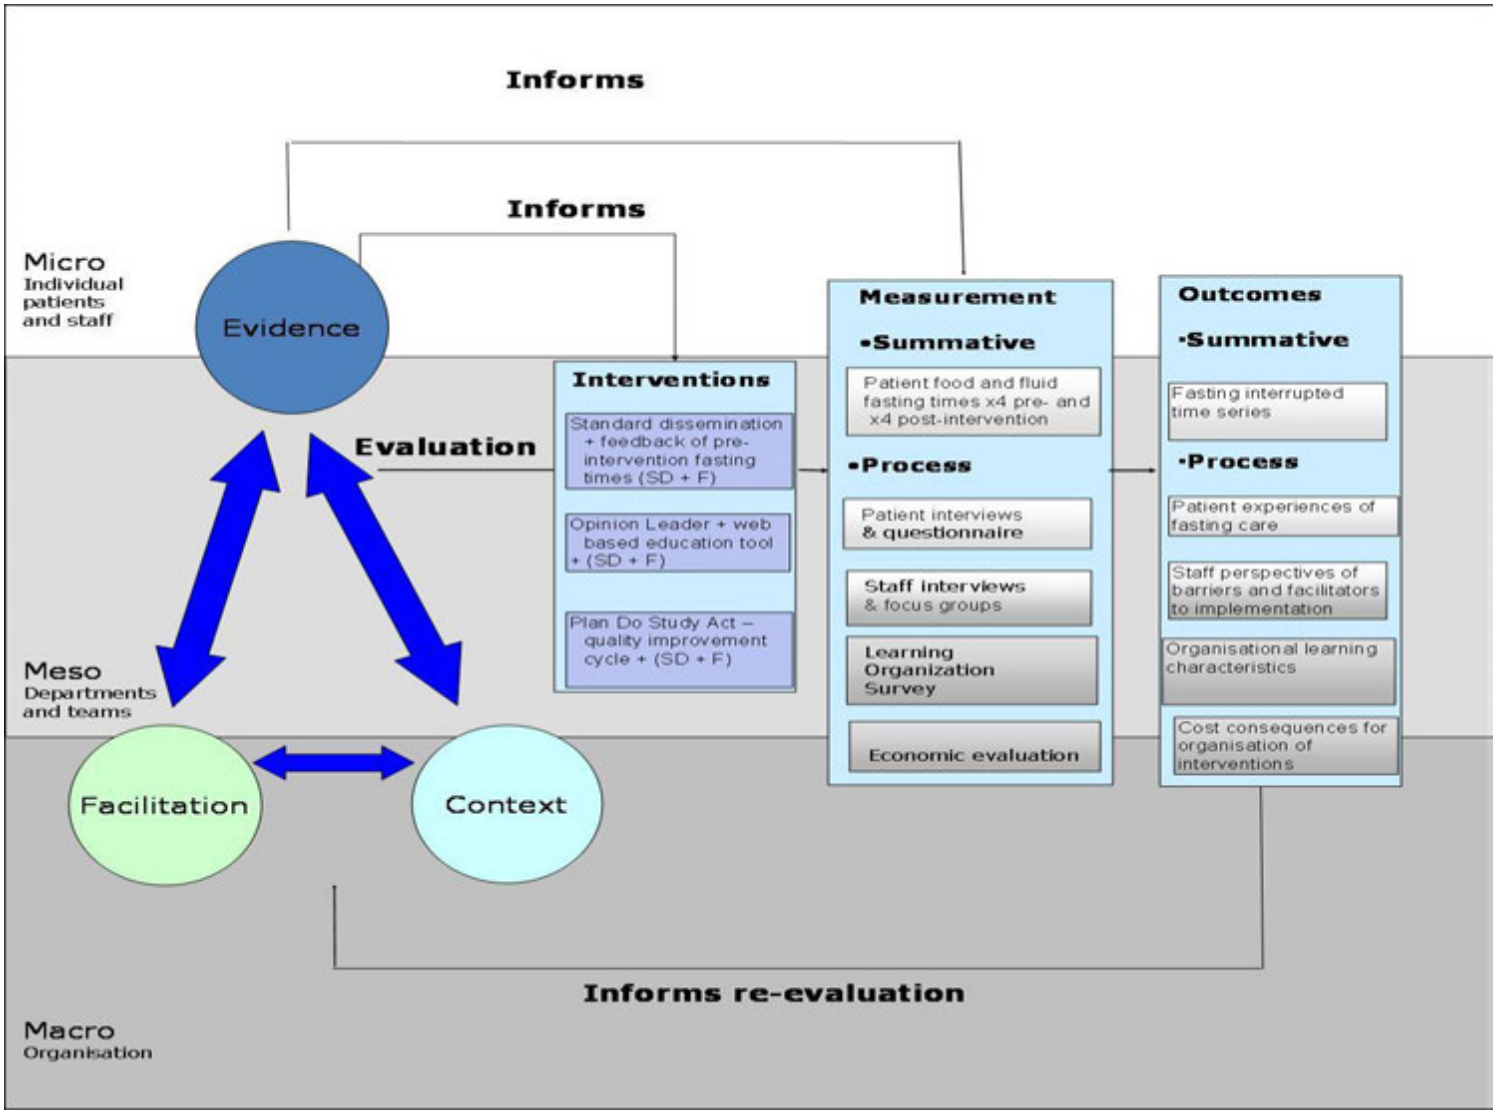 Informs
Informs
Micro
Individual
patients
and staff
Evidence
Evaluation
Meso
Departments
and teams
Facilitation
Context
Interventions
Standard dissemination
+ feedback of pre-
intervention fasting
times (SD + F)
Opinion Leader + web
based education tool
+ (SD + F)
Plan Do Study Act –
quality improvement
cycle + (SD + F)
Measurement
•Summative
Patient food and fluid
fasting times x4 pre- and
x4 post-intervention
•Process
Patient interviews
& questionnaire
Staff interviews
& focus groups
Learning
Organization
Survey
Economic evaluation
Outcomes
•Summative
Fasting interrupted
time series
•Process
Patient experiences of
fasting care
Staff perspectives of
barriers and facilitators
to implementation
Organisational learning
characteristics
Cost consequences for
organisation of
interventions
Informs re-evaluation
Macro
Organisation